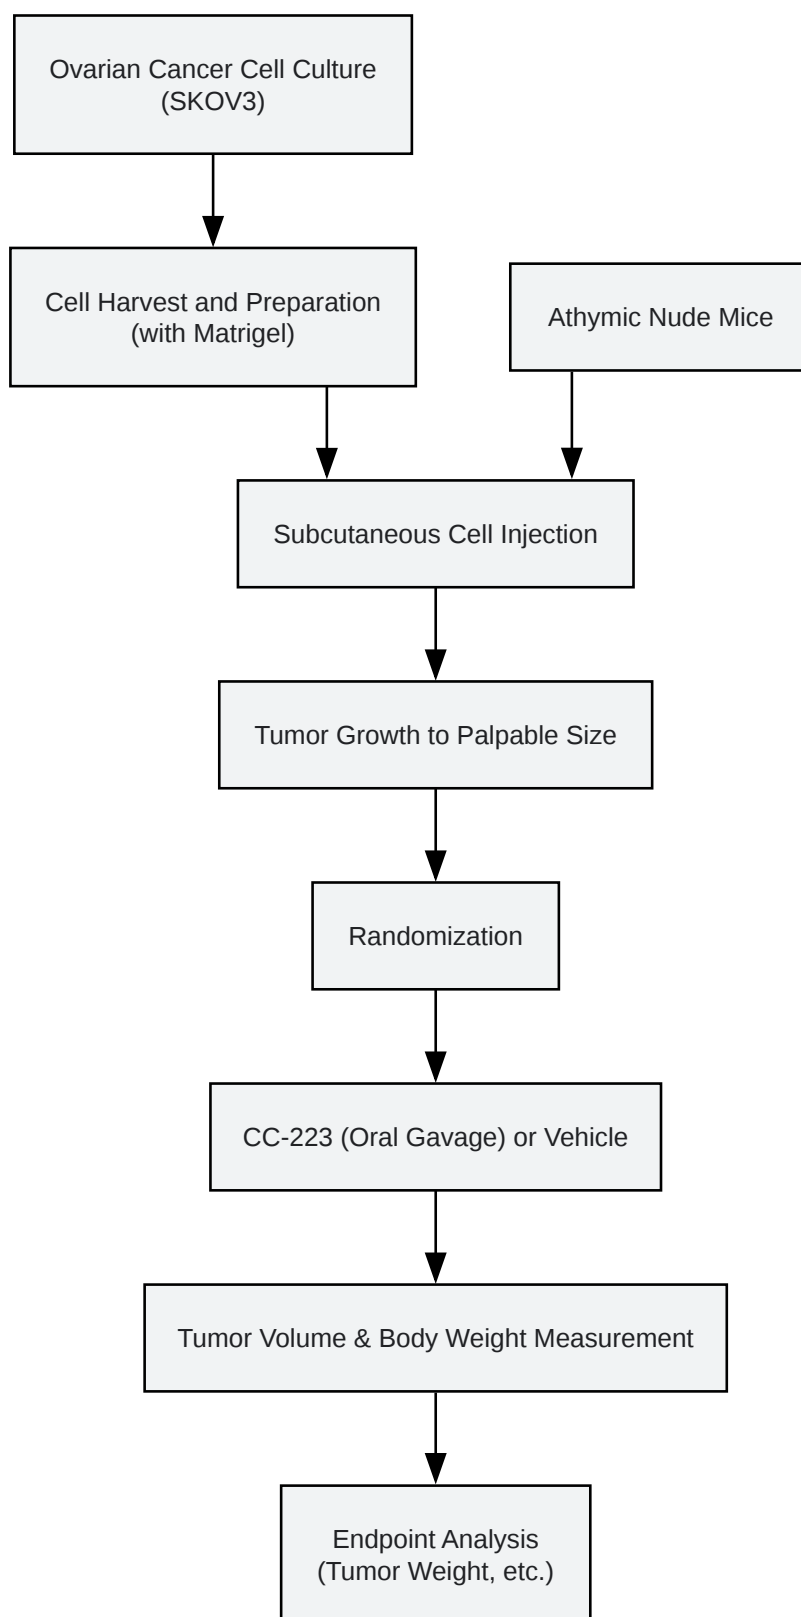 Ovarian Cancer Cell Culture
(SKOV3)
Cell Harvest and Preparation
(with Matrigel)
Athymic Nude Mice
Subcutaneous Cell Injection
Tumor Growth to Palpable Size
Randomization
CC-223 (Oral Gavage) or Vehicle
Tumor Volume & Body Weight Measurement
Endpoint Analysis
(Tumor Weight, etc.)